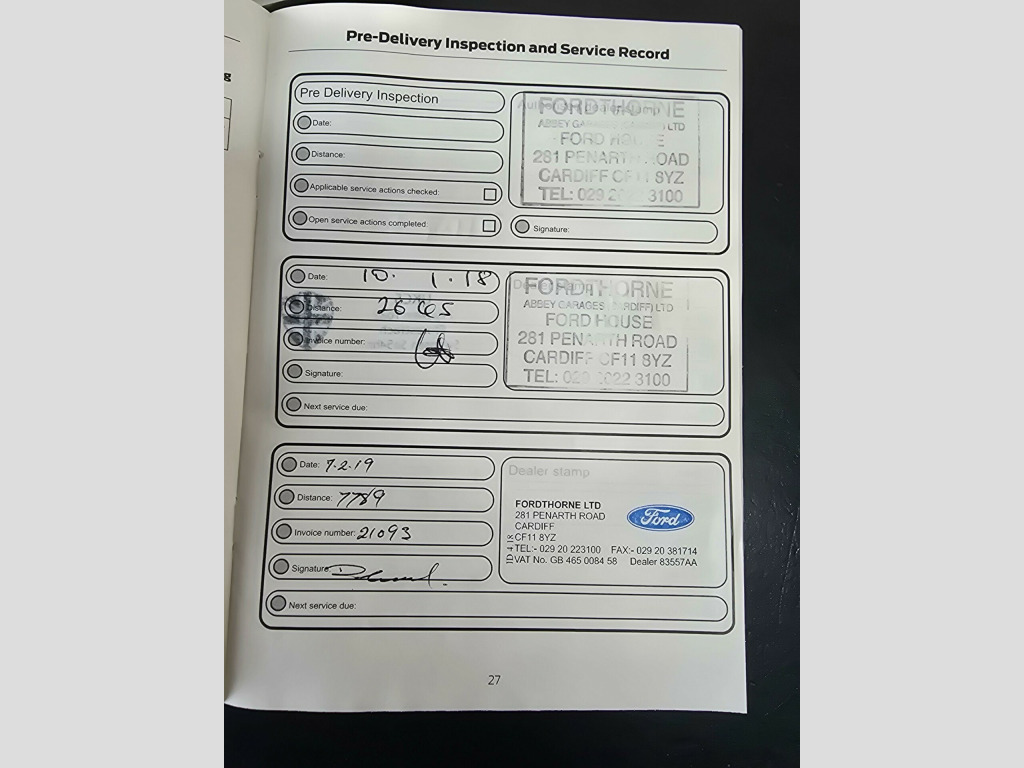 Pre-Delivery Inspection and Service Record
Pre Delivery Inspection
Date:
Distance:
Applicable service actions checked:
Open service actions completed:
FORDTHORNE
ABBEY LTD
FORD
281 PENARTH ROAD
CARDIFF CF11 8YZ
TEL: 029 3100
Signature:
Date: 10. 1.18
Distance: 26
Invoice number:
Signature:
Next service due:
FORDTHORNE
ABBEY GARAGES (CARDIFF) LTD
FORD HOUSE
281 PENARTH ROAD
CARDIFF CF11 8YZ
TEL: 029 2022 3100
Date: 7.2.19
Distance: 7789
Invoice number: 21093
Signature:
Next service due:
Dealer stamp
FORDTHORNE LTD
281 PENARTH ROAD
CARDIFF
CF11 8YZ
TEL:- 029 20 223100 FAX:- 029 20 381714
VAT No. GB 465 0084 58 Dealer 83557AA
Ford
27